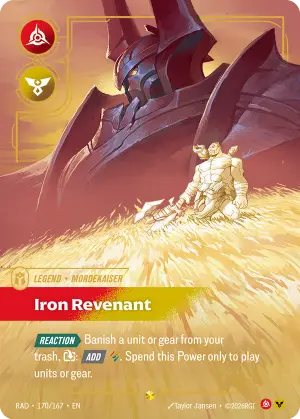 LEGEND • MORDEKAISER
Iron Revenant
REACTION Banish a unit or gear from your
trash, : ADD . Spend this Power only to play
units or gear.
RAD • 170/167 • EN
Taylor Jansen • ©2026RGI